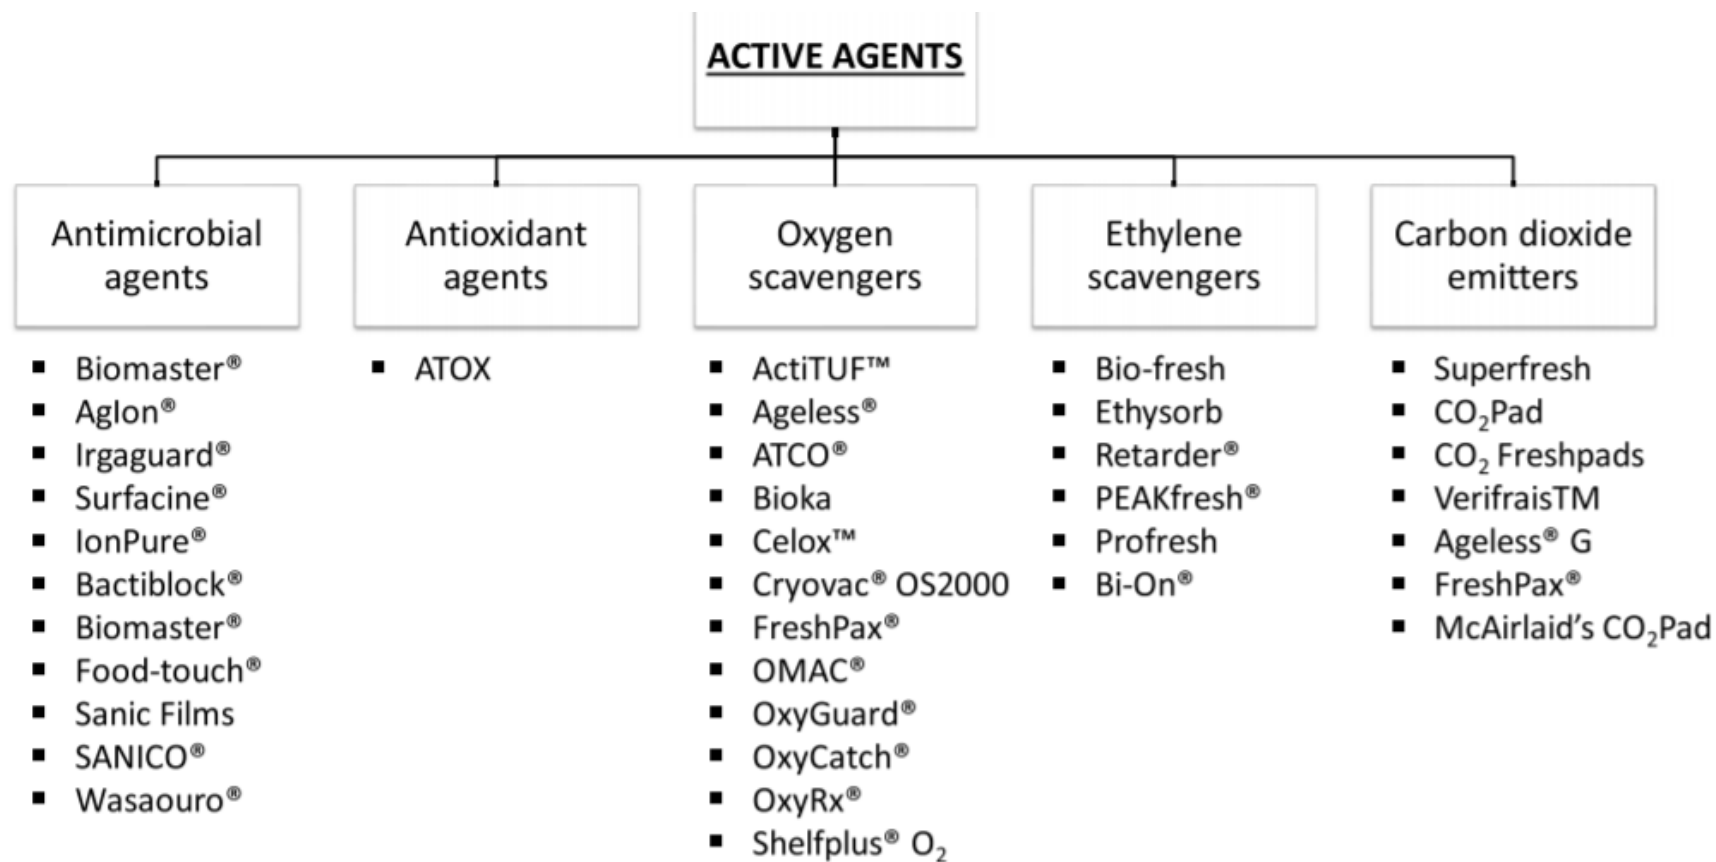 ACTIVE AGENTS
Antimicrobial
agents
Antioxidant
agents
Oxygen
scavengers
Ethylene
scavengers
Carbon dioxide
emitters
▪ Biomaster®
▪ AgIon®
▪ Irgaguard®
▪ Surfacine®
▪ IonPure®
▪ Bactiblock®
▪ Biomaster®
▪ Food-touch®
▪ Sanic Films
▪ SANICO®
▪ Wasaouro®
▪ ATOX
▪ ActiTUF™
▪ Ageless®
▪ ATCO®
▪ Bioka
▪ Celox™
▪ Cryovac® OS2000
▪ FreshPax®
▪ OMAC®
▪ OxyGuard®
▪ OxyCatch®
▪ OxyRx®
▪ Shelfplus® O₂
▪ Bio-fresh
▪ Ethysorb
▪ Retarder®
▪ PEAKfresh®
▪ Profresh
▪ Bi-On®
▪ Superfresh
▪ CO₂Pad
▪ CO₂ Freshpads
▪ VerifraisTM
▪ Ageless® G
▪ FreshPax®
▪ McAirlaid’s CO₂Pad